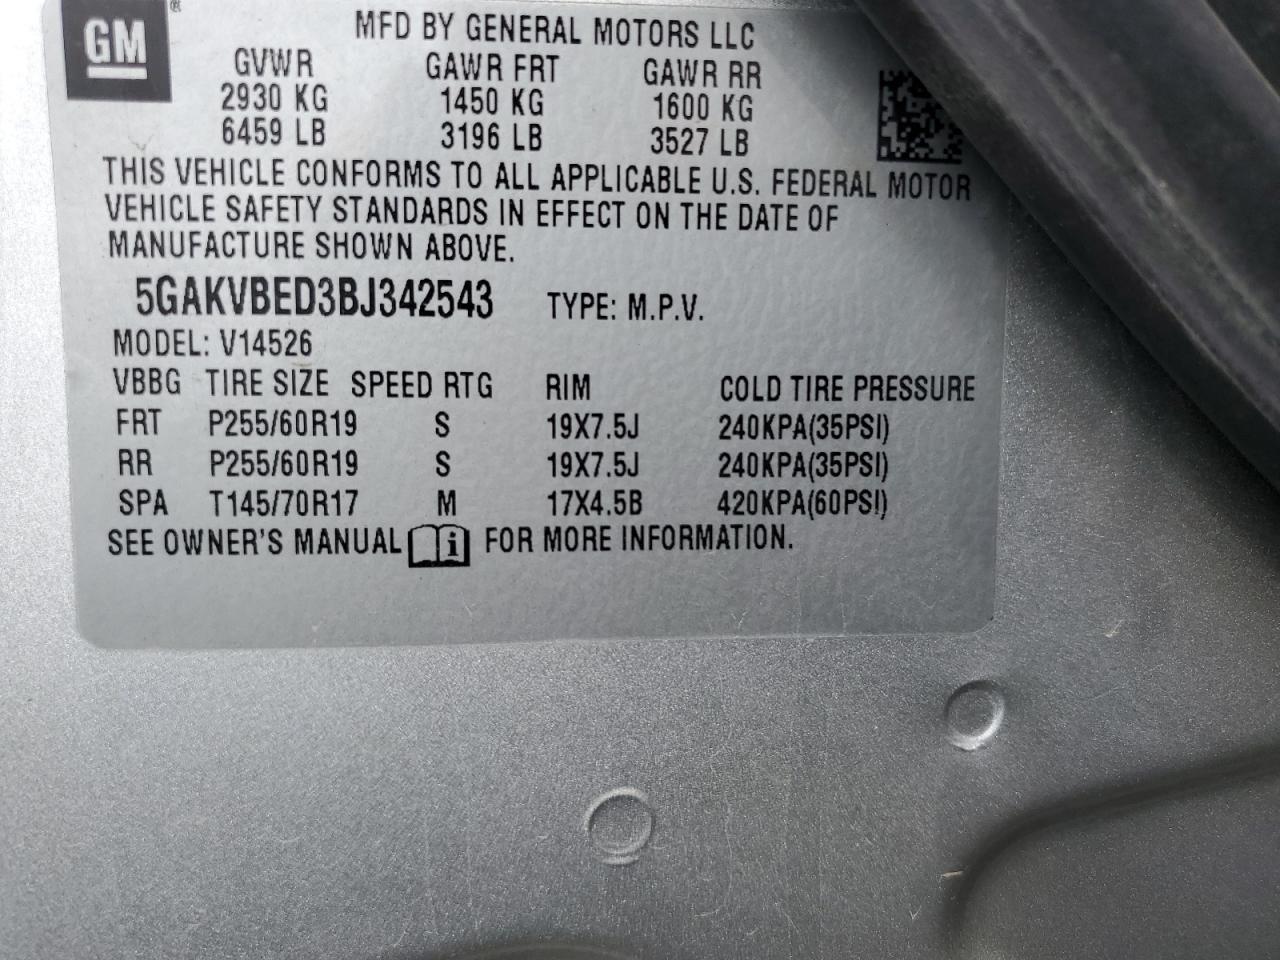 GM ®
MFD BY GENERAL MOTORS LLC
GVWR GAWR FRT GAWR RR
2930 KG 1450 KG 1600 KG
6459 LB 3196 LB 3527 LB
THIS VEHICLE CONFORMS TO ALL APPLICABLE U.S. FEDERAL MOTOR
VEHICLE SAFETY STANDARDS IN EFFECT ON THE DATE OF
MANUFACTURE SHOWN ABOVE.
5GAKVBED3BJ342543 TYPE: M.P.V.
MODEL: V14526
VBBG TIRE SIZE SPEED RTG RIM COLD TIRE PRESSURE
FRT P255/60R19 S 19X7.5J 240KPA(35PSI)
RR P255/60R19 S 19X7.5J 240KPA(35PSI)
SPA T145/70R17 M 17X4.5B 420KPA(60PSI)
SEE OWNER'S MANUAL i FOR MORE INFORMATION.